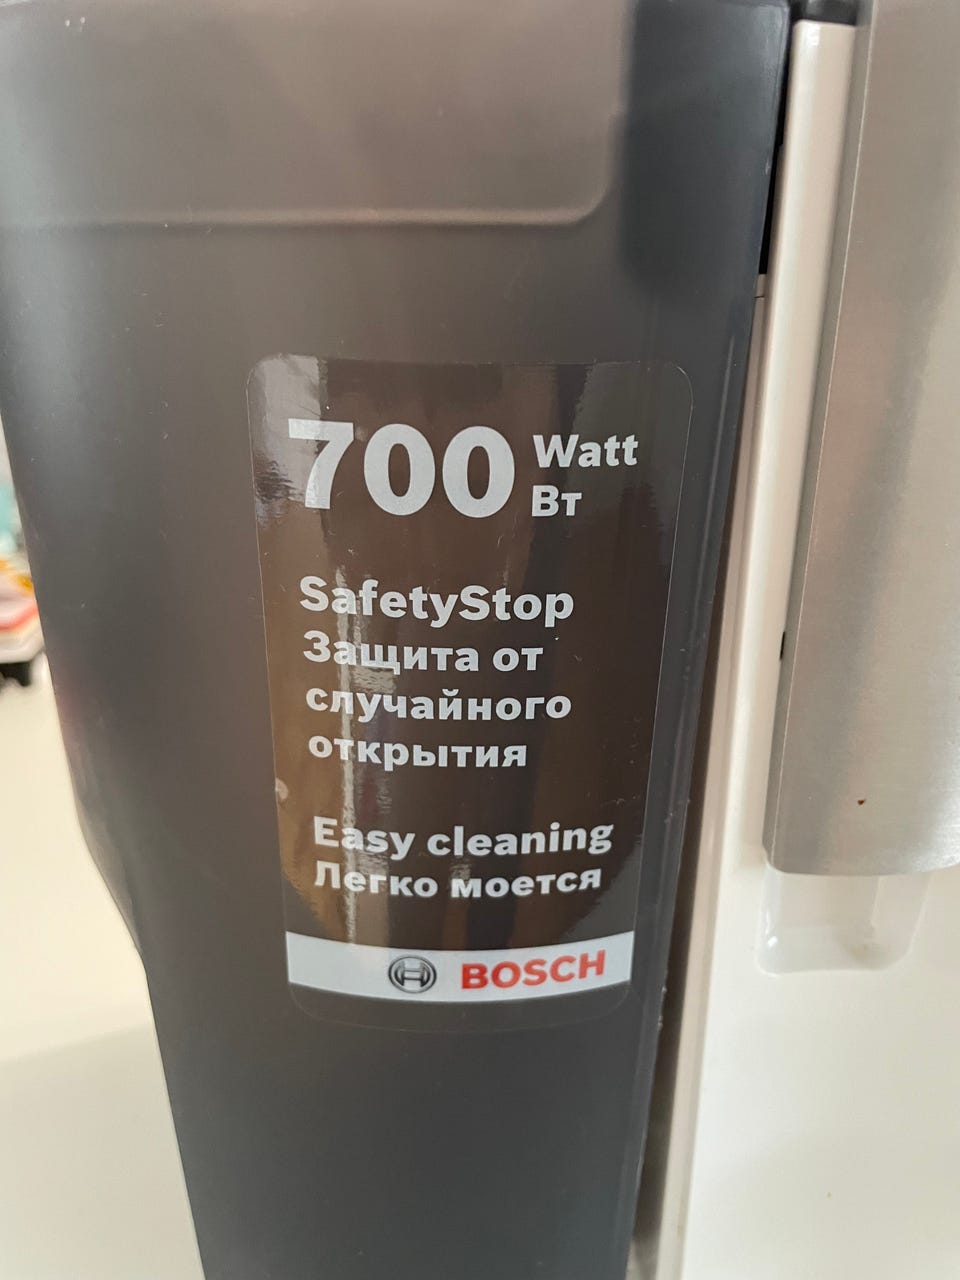 700 Watt
Вт
SafetyStop
Защита от
случайного
открытия
Easy cleaning
Легко моется
BOSCH